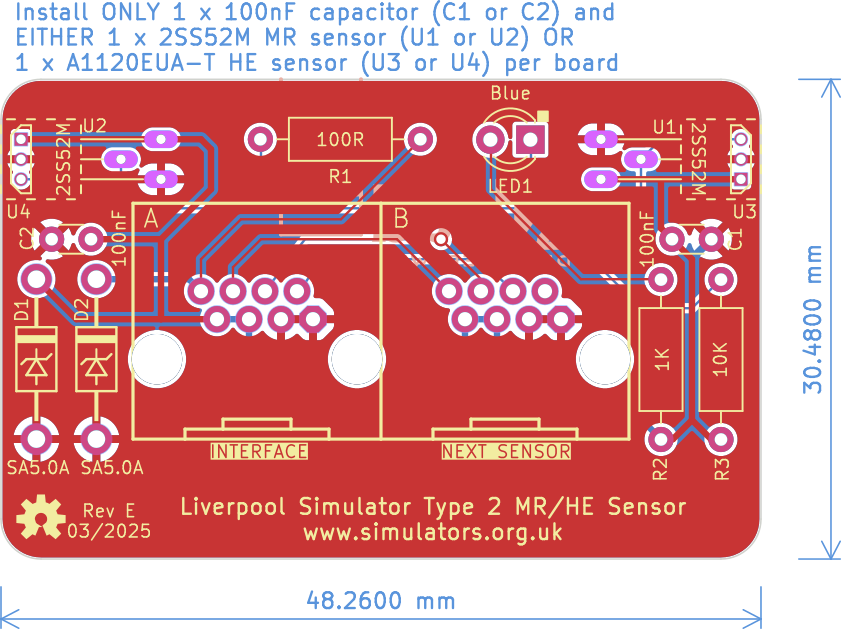 Install ONLY 1 x 100nF capacitor (C1 or C2) and
EITHER 1 x 2SS52M MR sensor (U1 or U2) OR
1 x A1120EUA-T HE sensor (U3 or U4) per board
Blue
U2
100R
U1
2SS52M
2SS52M
R1
LED1
U4
U3
A
B
C2
100nF
100nF
C1
D1
D2
30.4800 mm
1K
10K
INTERFACE
NEXT SENSOR
SA5.0A
SA5.0A
R2
R3
Rev E
03/2025
Liverpool Simulator Type 2 MR/HE Sensor
www.simulators.org.uk
48.2600 mm